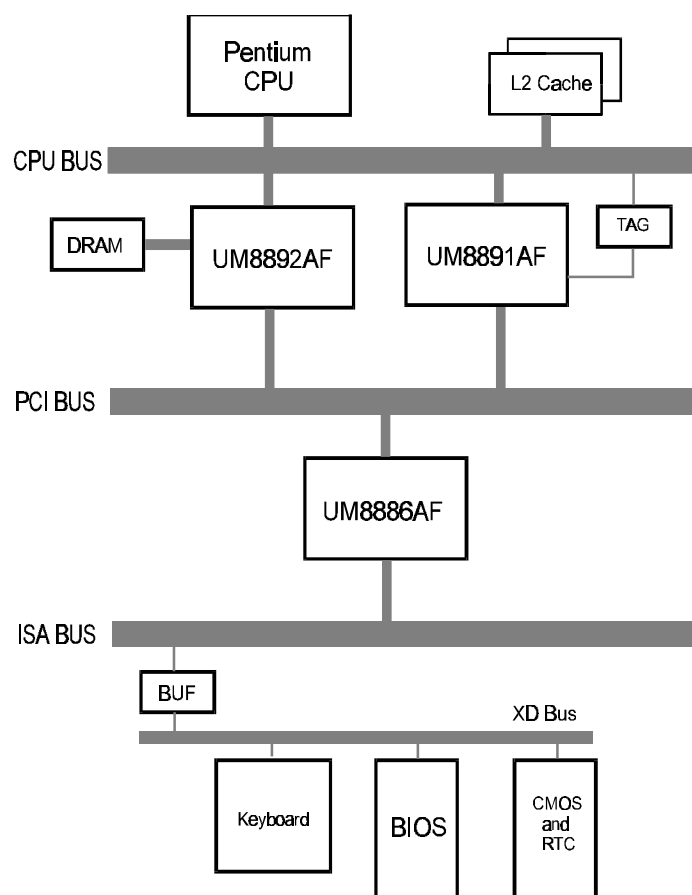 Pentium
CPU
L2 Cache
CPU BUS
DRAM
UM8892AF
UM8891AF
TAG
PCI BUS
UM8886AF
ISA BUS
BUF
XD Bus
Keyboard
BIOS
CMOS
and
RTC